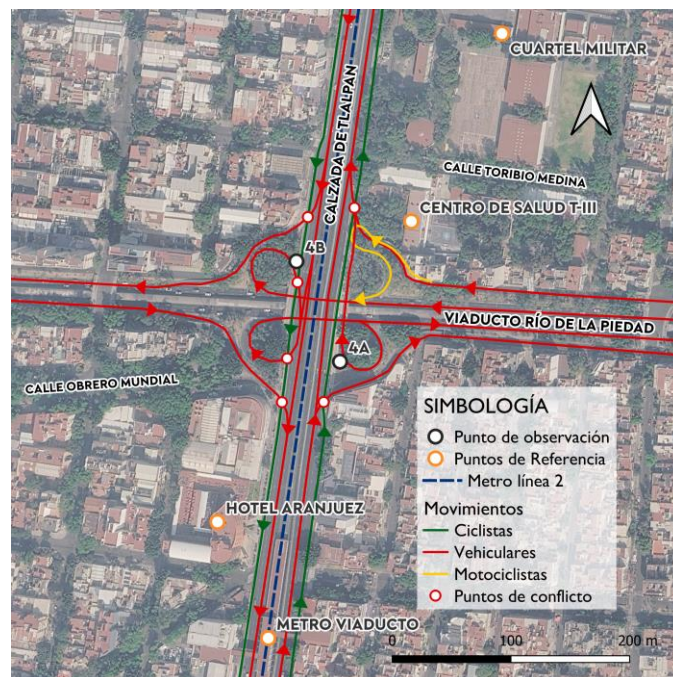 CUARTEL MILITAR
CALZADA DE TLALPAN
CALLE TORIBIO MEDINA
CENTRO DE SALUD T-III
4B
VIADUCTO RÍO DE LA PIEDAD
4A
CALLE OBRERO MUNDIAL
SIMBOLOGÍA
Punto de observación
Puntos de Referencia
Metro línea 2
Movimientos
Ciclistas
Vehiculares
Motociclistas
Puntos de conflicto
HOTEL ARANJUEZ
METRO VIADUCTO
0 100 200 m